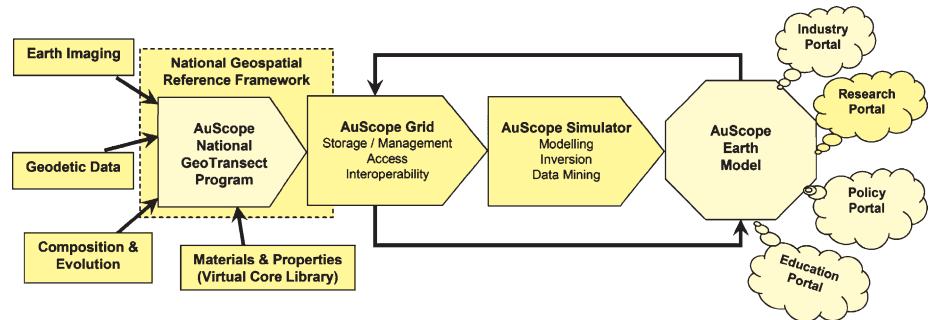 Earth Imaging
National Geospatial
Reference Framework
AuScope
National
GeoTransect
Program
Geodetic Data
Composition &
Evolution
Materials & Properties
(Virtual Core Library)
AuScope Grid
Storage / Management
Access
Interoperability
AuScope Simulator
Modelling
Inversion
Data Mining
AuScope
Earth
Model
Industry
Portal
Research
Portal
Policy
Portal
Education
Portal